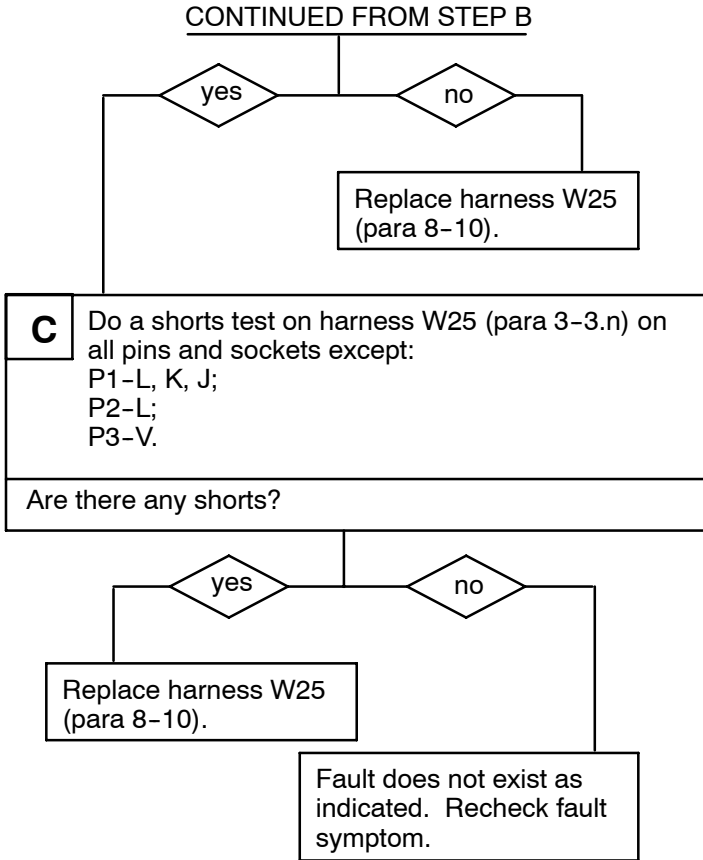 CONTINUED FROM STEP B
yes
no
Replace harness W25
(para 8-10).
C
Do a shorts test on harness W25 (para 3-3.n) on
all pins and sockets except:
P1-L, K, J;
P2-L;
P3-V.
Are there any shorts?
yes
no
Replace harness W25
(para 8-10).
Fault does not exist as
indicated. Recheck fault
symptom.